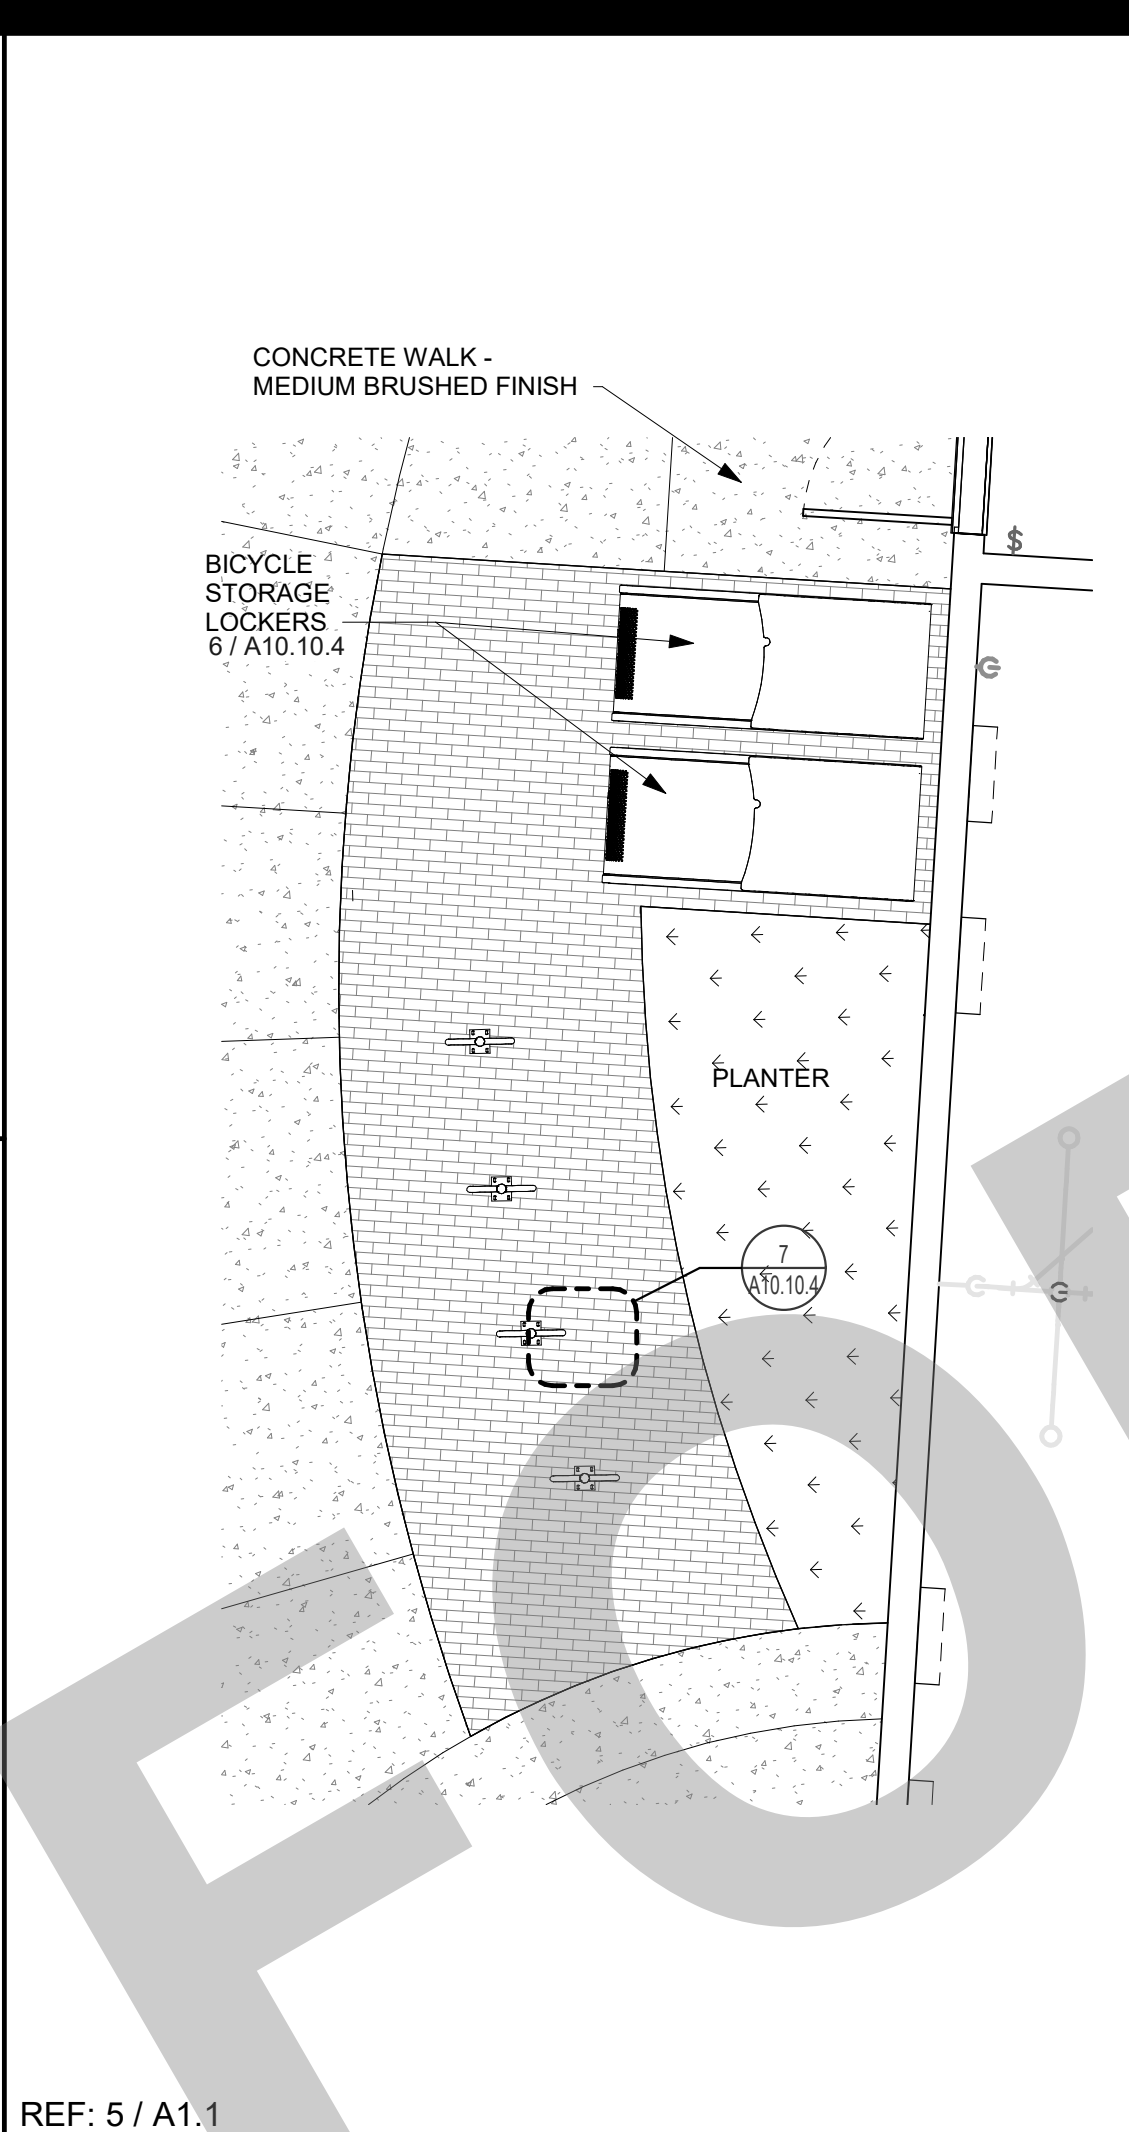 CONCRETE WALK -
MEDIUM BRUSHED FINISH
$
BICYCLE
STORAGE
LOCKERS
6 / A10.10.4
PLANTER
7
A10.10.4
REF: 5 / A1.1